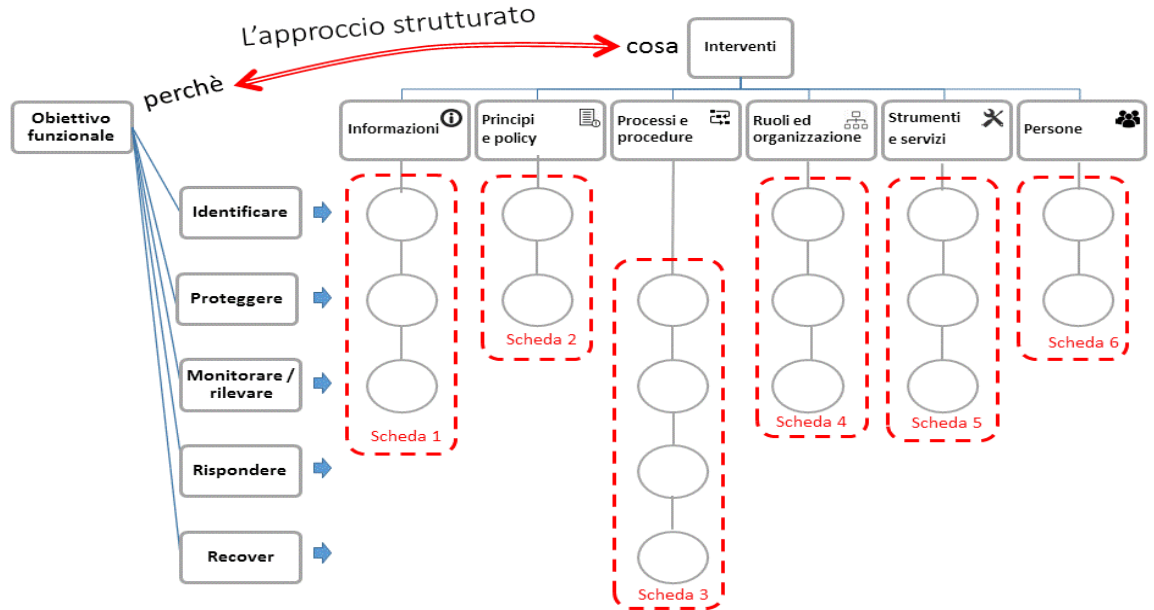 L'approccio strutturato
perchè
cosa
Interventi
Obiettivo
funzionale
Informazioni
Principi
e policy
Processi e
procedure
Ruoli ed
organizzazione
Strumenti
e servizi
Persone
Identificare
Proteggere
Monitorare /
rilevare
Rispondere
Recover
Scheda 1
Scheda 2
Scheda 3
Scheda 4
Scheda 5
Scheda 6